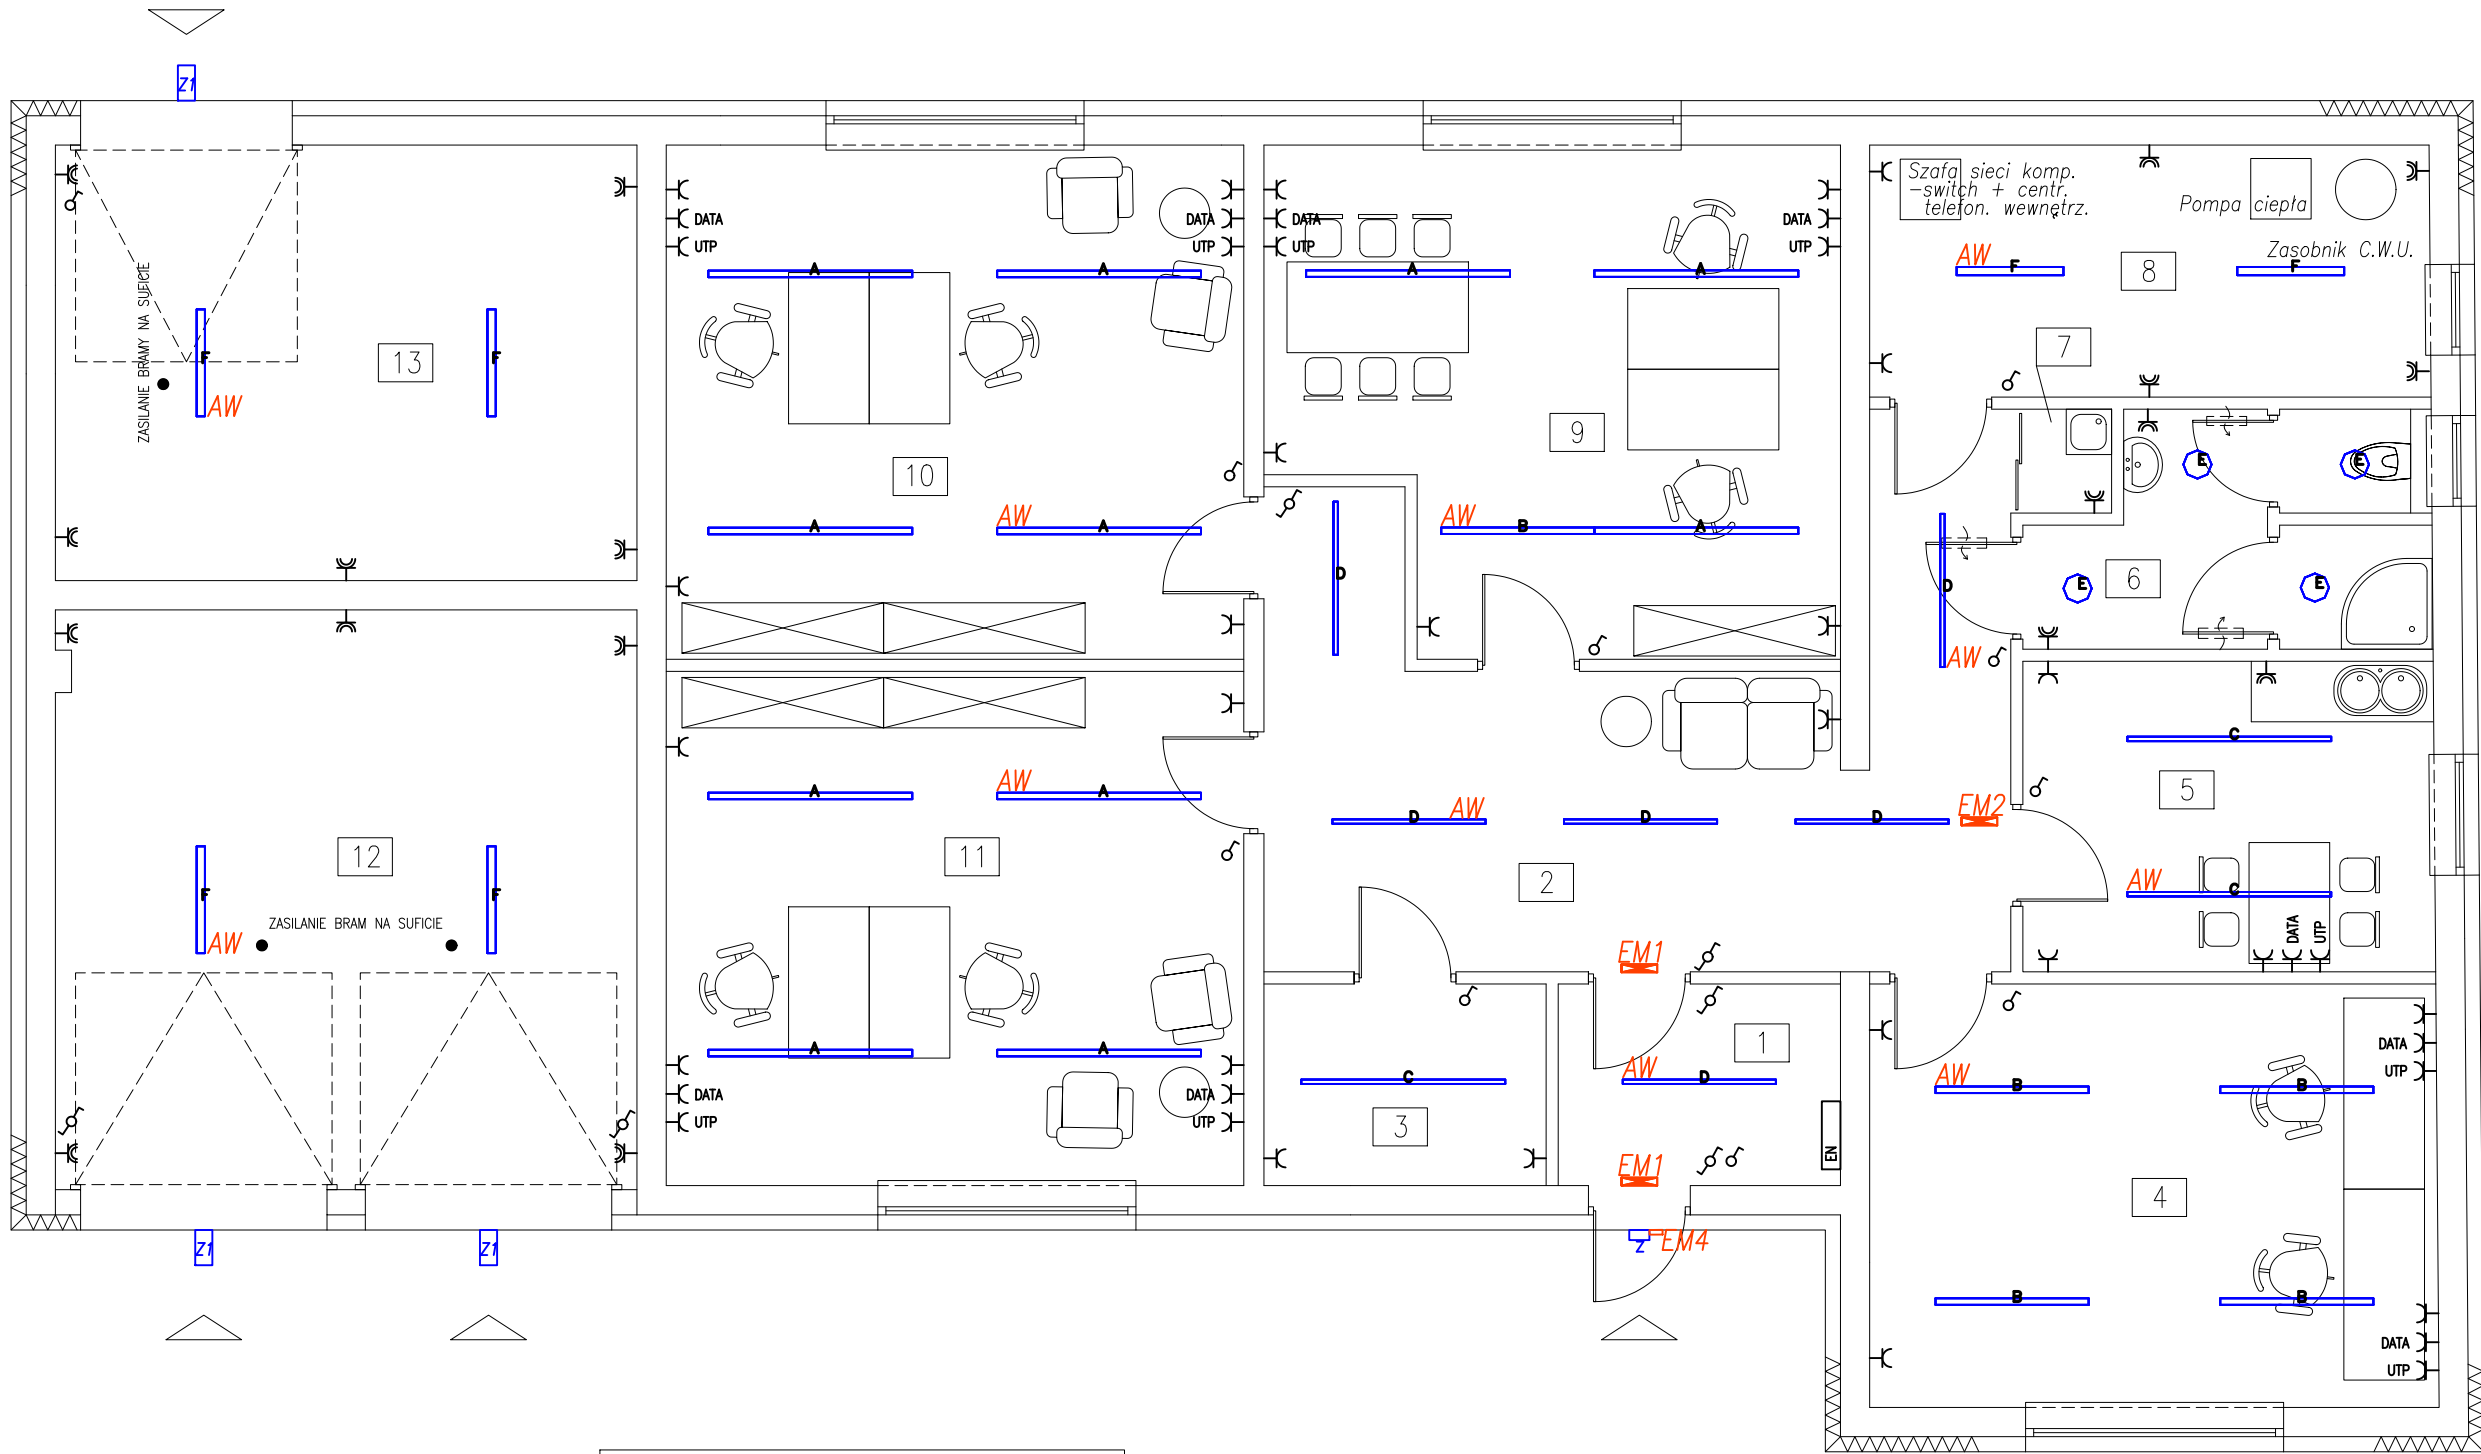 Z1
Szafa sieci komp.
-switch + centr.
telefon. wewnętrz.
Pompa ciepła
Zasobnik C.W.U.
DATA
UTP
DATA
UTP
DATA
UTP
DATA
UTP
A
A
A
A
AW
F
F
8
ZASILANIE BRAMY NA SUFICIE
F
F
AW
13
7
9
10
E
E
A
AW
A
AW
B
A
D
D
E
E
6
AW
C
A
AW
A
5
D
AW
D
D
EM2
12
11
2
F
F
AW
C
ZASILANIE BRAM NA SUFICIE
AW
DATA
UTP
EM1
1
A
A
C
AW
D
AW
B
B
DATA
UTP
DATA
UTP
DATA
UTP
3
EN
EM1
4
Z1
Z1
Z
EM4
B
B
DATA
UTP